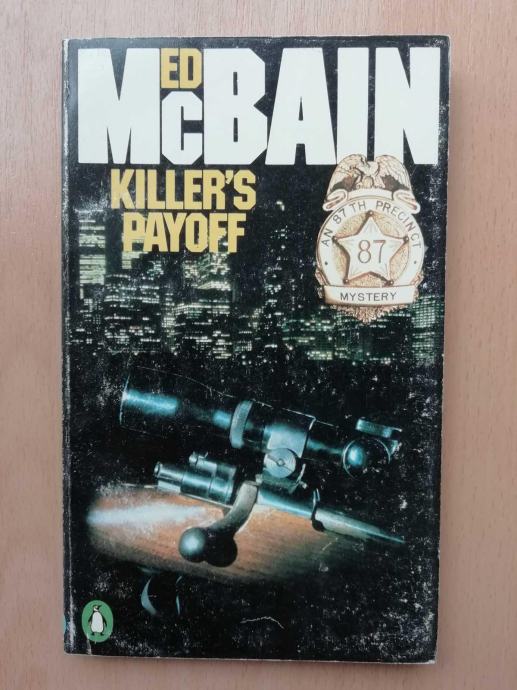 ED
McBAIN
KILLER'S
PAYOFF
AN 87TH PRECINCT
87
MYSTERY